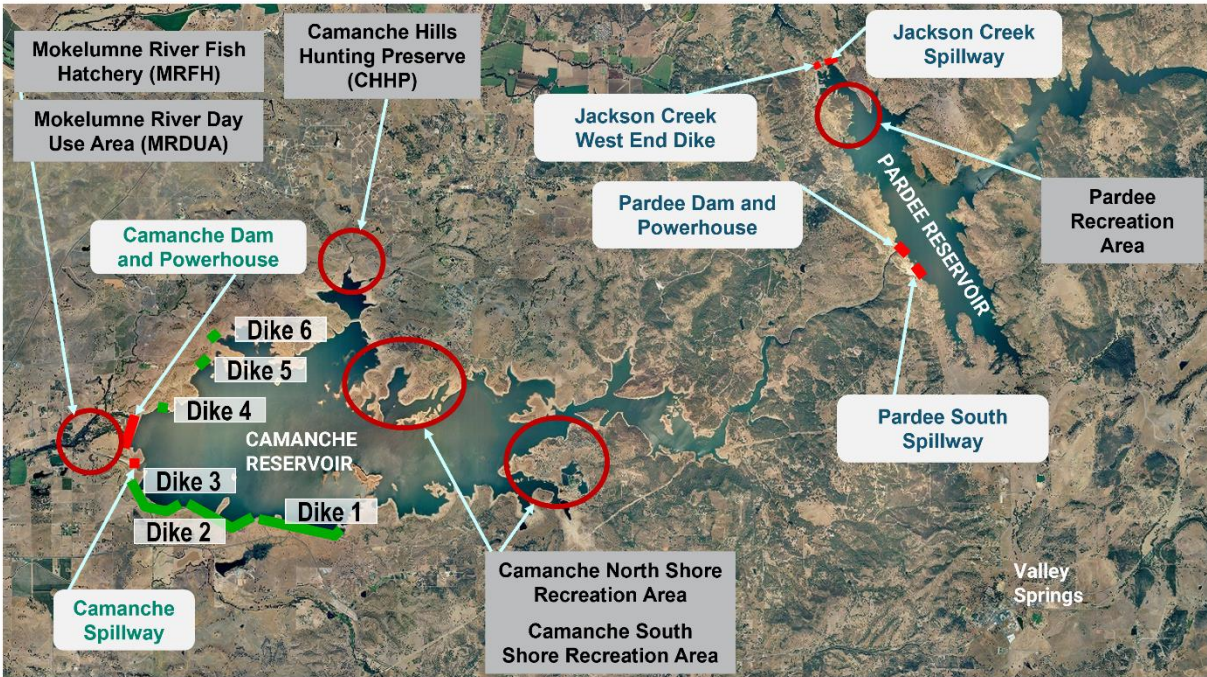 Mokelumne River Fish
Hatchery (MRFH)
Mokelumne River Day
Use Area (MRDUA)
Camanche Hills
Hunting Preserve
(CHHP)
Jackson Creek
Spillway
Jackson Creek
West End Dike
Pardee Dam and
Powerhouse
PARDEE RESERVOIR
Pardee
Recreation
Area
Camanche Dam
and Powerhouse
Dike 6
Dike 5
Dike 4
CAMANCHE
RESERVOIR
Pardee South
Spillway
Dike 3
Dike 2
Dike 1
Camanche
Spillway
Camanche North Shore
Recreation Area
Camanche South
Shore Recreation Area
Valley
Springs